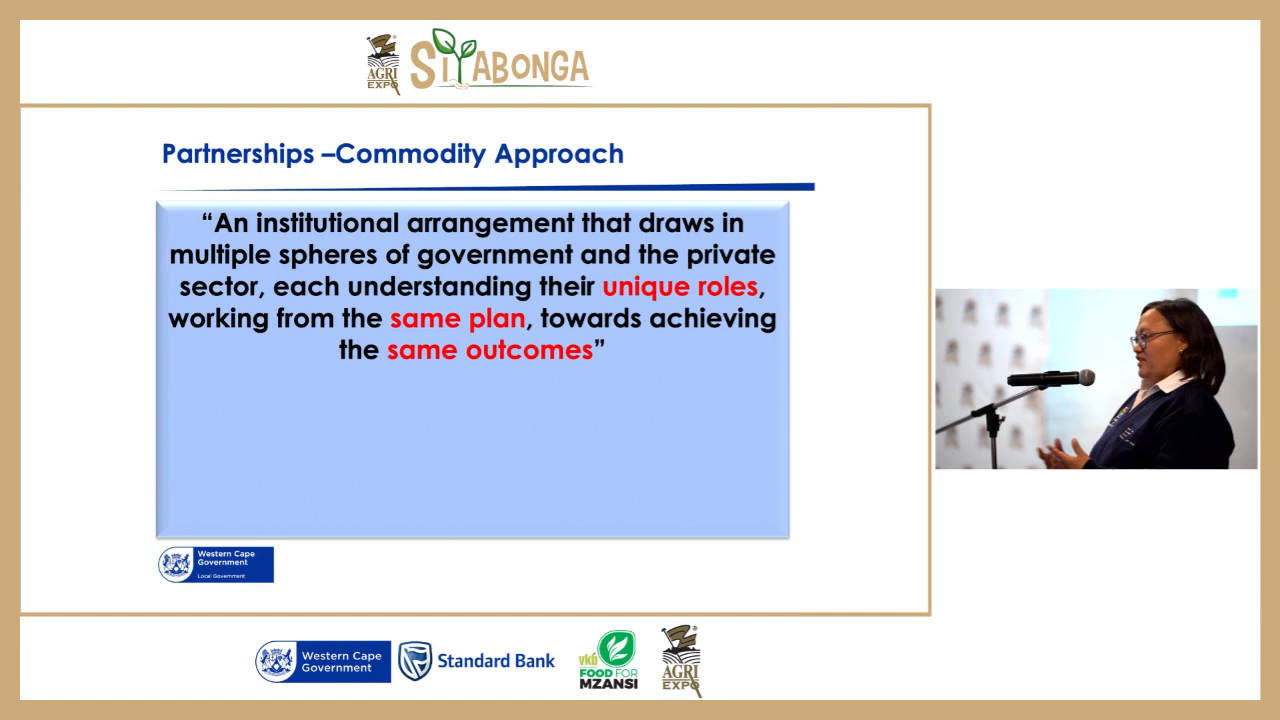 AGRI
EXPO
SIYABONGA
Partnerships –Commodity Approach
“An institutional arrangement that draws in
multiple spheres of government and the private
sector, each understanding their unique roles,
working from the same plan, towards achieving
the same outcomes”
Western Cape
Government
Local Government
Western Cape
Government
Standard Bank
vkb
FOOD FOR
MZANSI
AGRI
EXPO